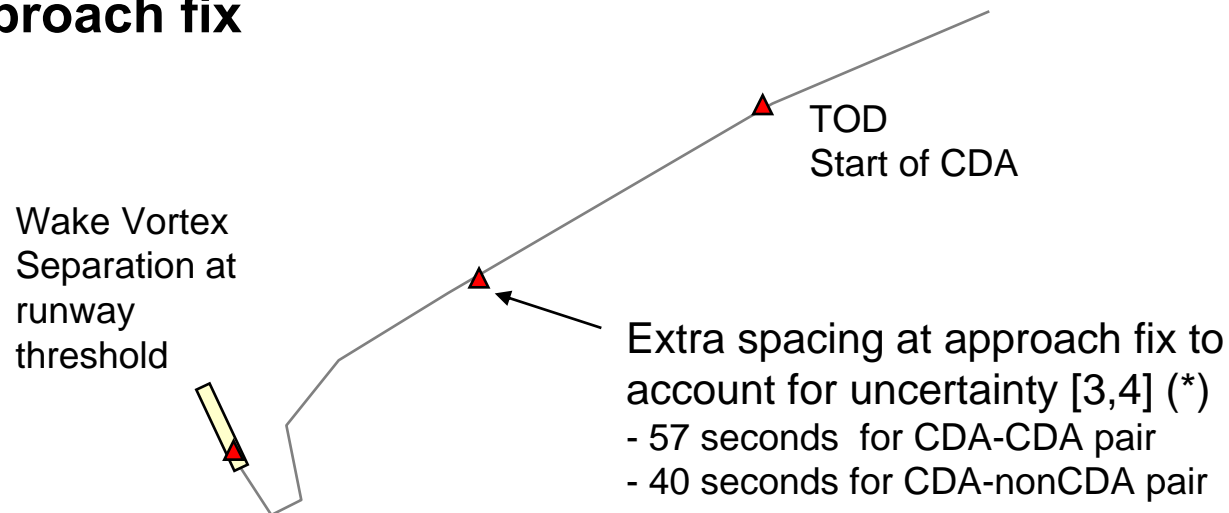 proach fix
TOD
Start of CDA
Wake Vortex
Separation at
runway
threshold
Extra spacing at approach fix to
account for uncertainty [3,4] (*)
- 57 seconds for CDA-CDA pair
- 40 seconds for CDA-nonCDA pair